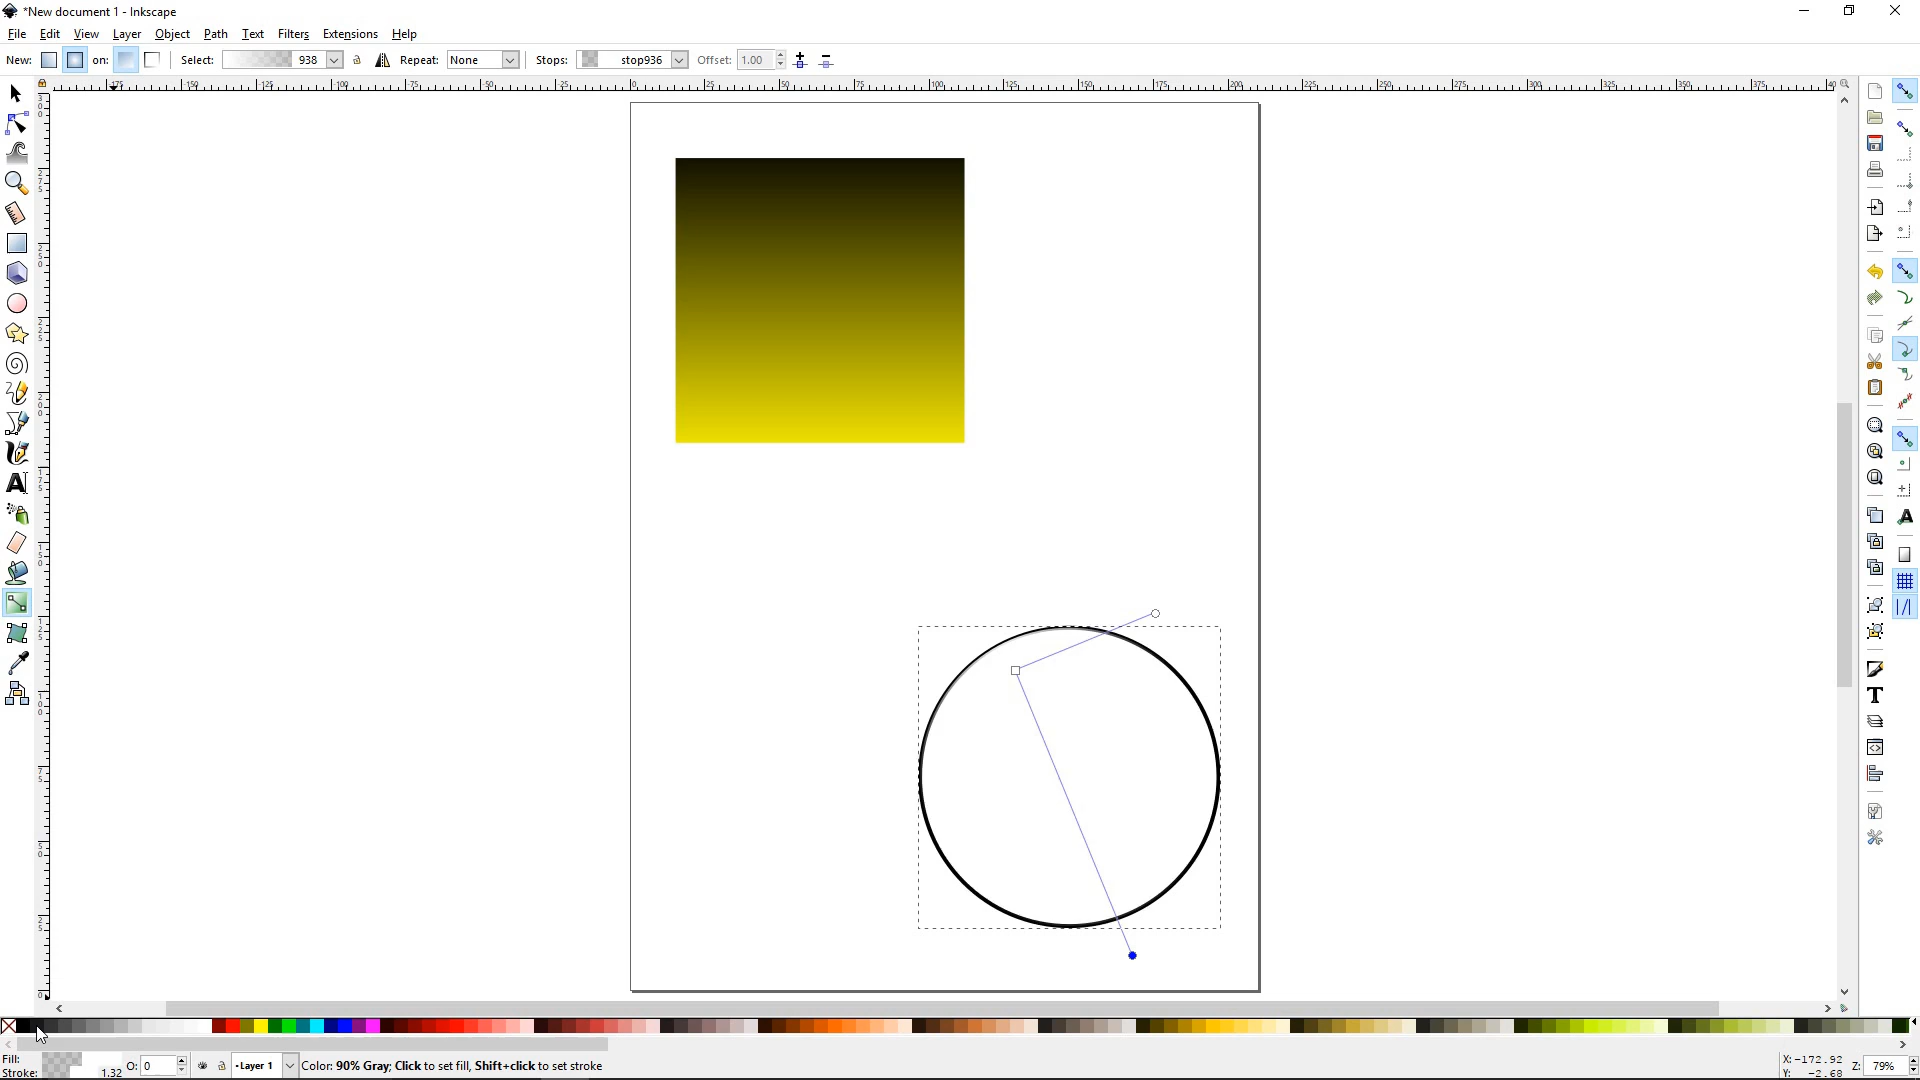 *New document 1 - Inkscape
File Edit View Layer Object Path Text Filters Extensions Help
New: on: Select: 938 Repeat: None Stops: stop936 Offset: 1.00
Fill: O: 0 •Layer 1 Color: 90% Gray; Click to set fill, Shift+click to set stroke X: -172.92 Z: 79%
Stroke: 1.32 Y: -2.68